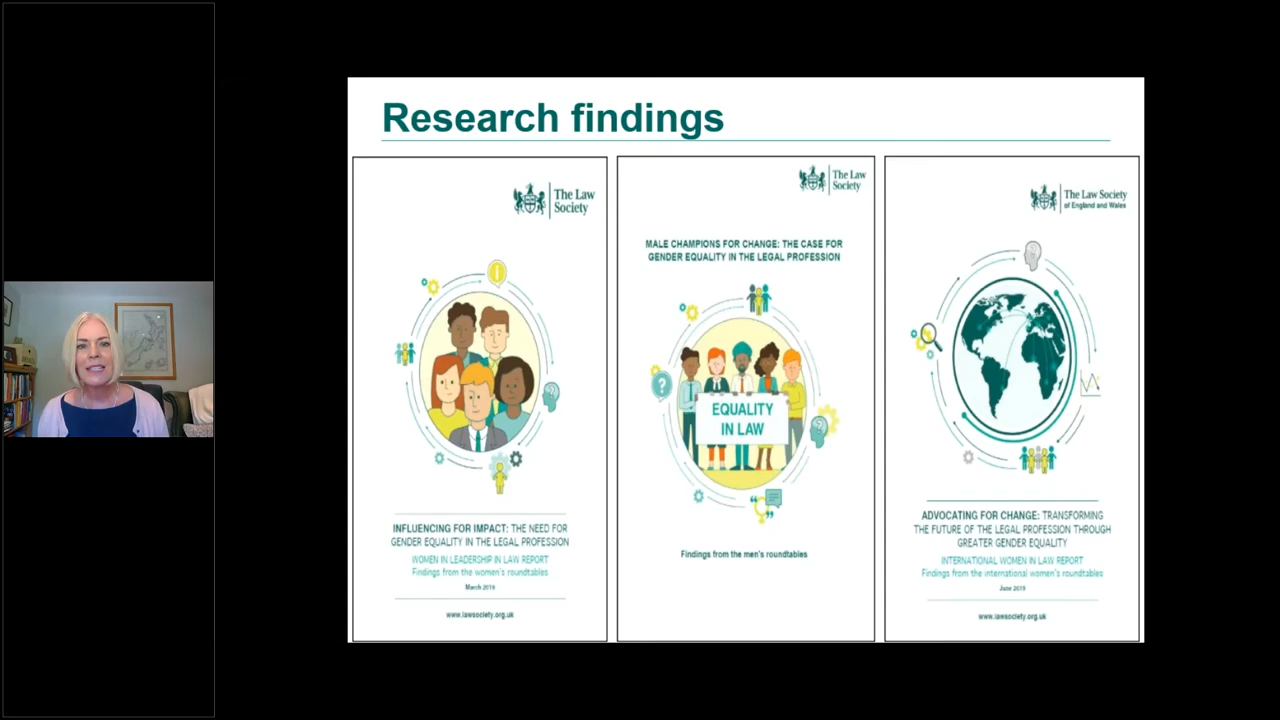 Research findings
The Law
Society
INFLUENCING FOR IMPACT: THE NEED FOR
GENDER EQUALITY IN THE LEGAL PROFESSION
WOMEN IN LEADERSHIP IN LAW REPORT
Findings from the women's roundtables
March 2019
www.lawsociety.org.uk
The Law
Society
MALE CHAMPIONS FOR CHANGE: THE CASE FOR
GENDER EQUALITY IN THE LEGAL PROFESSION
EQUALITY
IN LAW
Findings from the men's roundtables
The Law Society
of England and Wales
ADVOCATING FOR CHANGE: TRANSFORMING
THE FUTURE OF THE LEGAL PROFESSION THROUGH
GREATER GENDER EQUALITY
INTERNATIONAL WOMEN IN LAW REPORT
Findings from the international women's roundtables
June 2019
www.lawsociety.org.uk